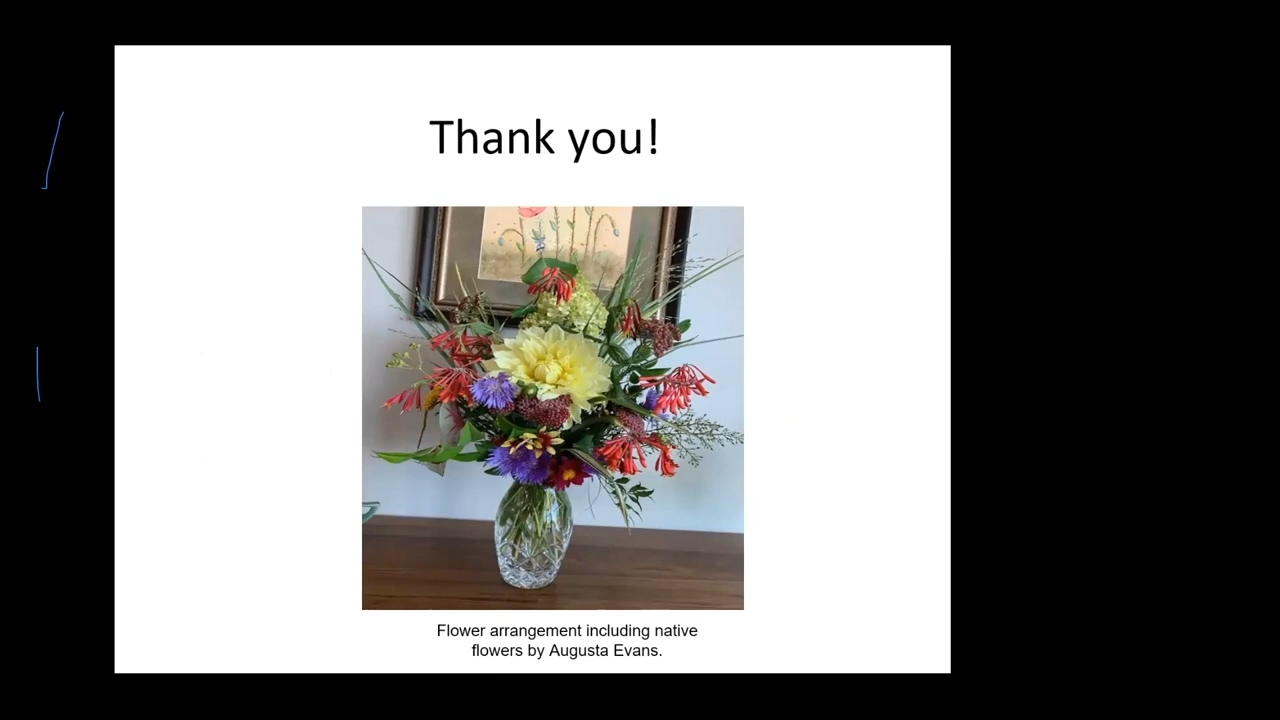 Thank you!
Flower arrangement including native
flowers by Augusta Evans.